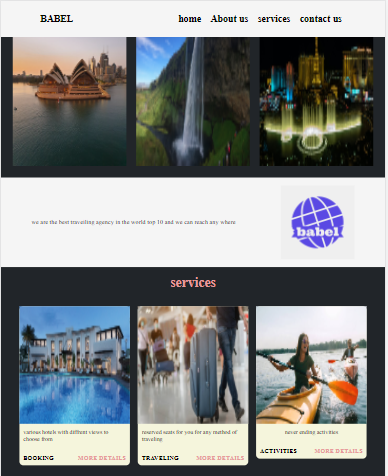 BABEL home About us services contact us
we are the best traveiling agency in the world top 10 and we can reach any where
babel
services
various hotels with diffrent views to
choose from
BOOKING MORE DETAILS
reserved seats for you for any method of
traveling
TRAVELING MORE DETAILS
never ending activities
ACTIVITIES MORE DETAILS